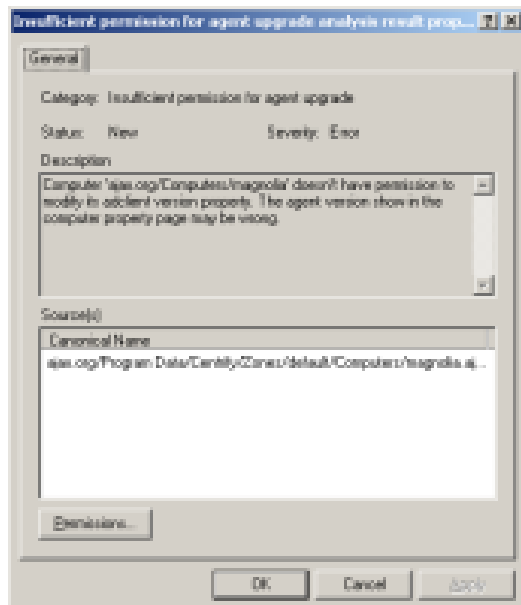 Insufficient permission for agent upgrade analysis result prop...
General
Category: Insufficient permission for agent upgrade
Status: New Severity: Error
Description
Computer 'ajax.org/Computers/magnolia' doesn't have permission to
modify its adclient version property. The agent version show in the
computer property page may be wrong.
Source(s)
Canonical Name
ajax.org/Program Data/Centrify/Zones/default/Computers/magnolia.aj...
Permissions...
OK Cancel Apply